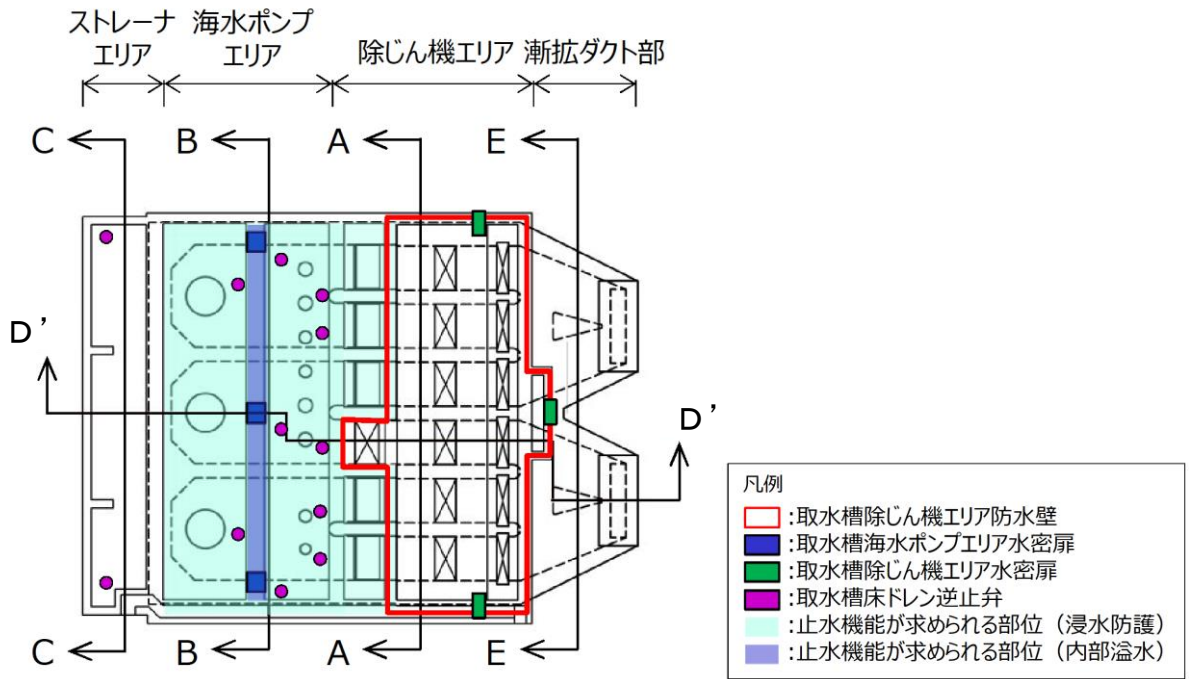 ストレーナ 海水ポンプ
エリア エリア 除じん機エリア 漸拡ダクト部
C B A E
D’
D’
C B A E
凡例
:取水槽除じん機エリア防水壁
:取水槽海水ポンプエリア水密扉
:取水槽除じん機エリア水密扉
:取水槽床ドレン逆止弁
:止水機能が求められる部位（浸水防護）
:止水機能が求められる部位（内部溢水）